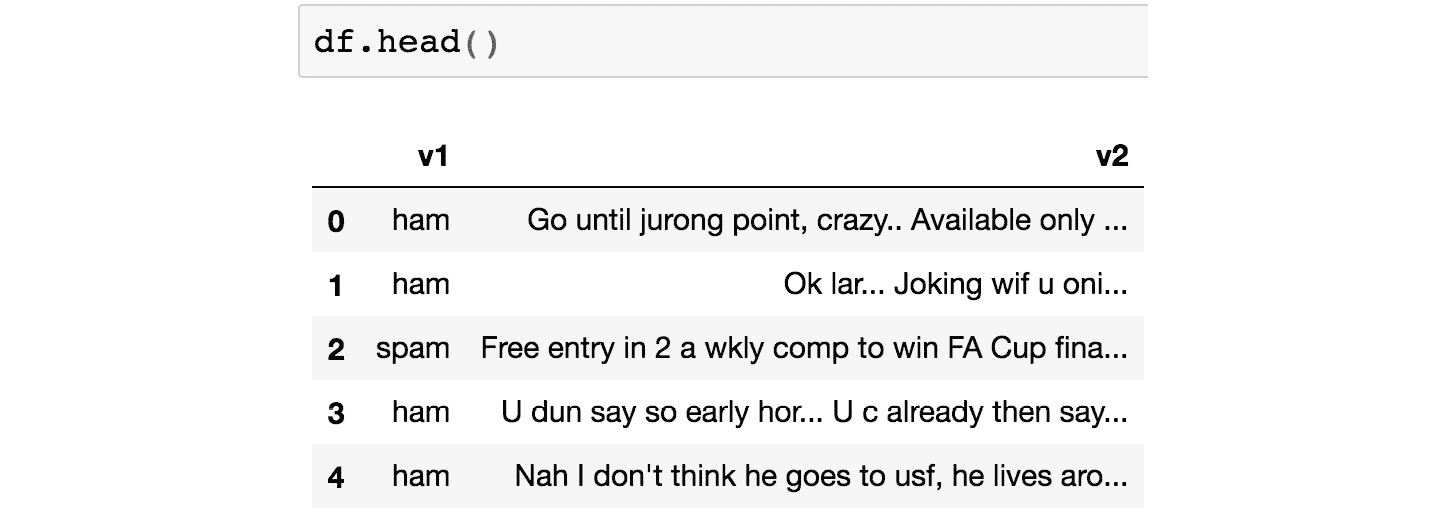 df.head()
v1 v2
0 ham Go until jurong point, crazy.. Available only ...
1 ham Ok lar... Joking wif u oni...
2 spam Free entry in 2 a wkly comp to win FA Cup fina...
3 ham U dun say so early hor... U c already then say...
4 ham Nah I don't think he goes to usf, he lives aro...